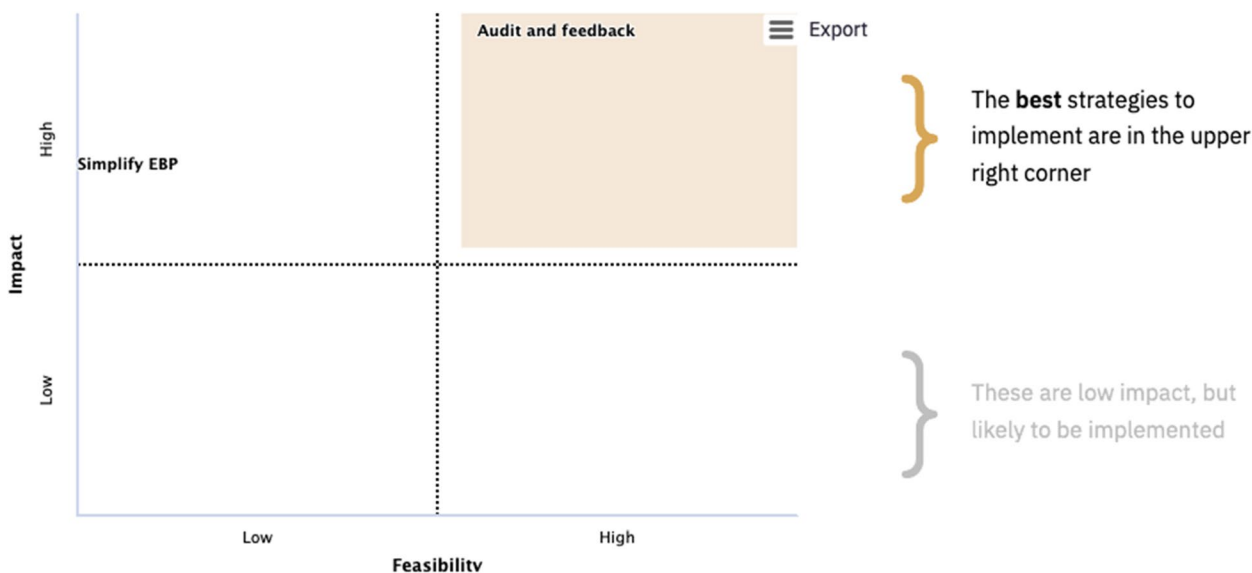 Audit and feedback
Export
The best strategies to
implement are in the upper
right corner
High
Simplify EBP
Impact
Low
These are low impact, but
likely to be implemented
Low
High
Feasibility